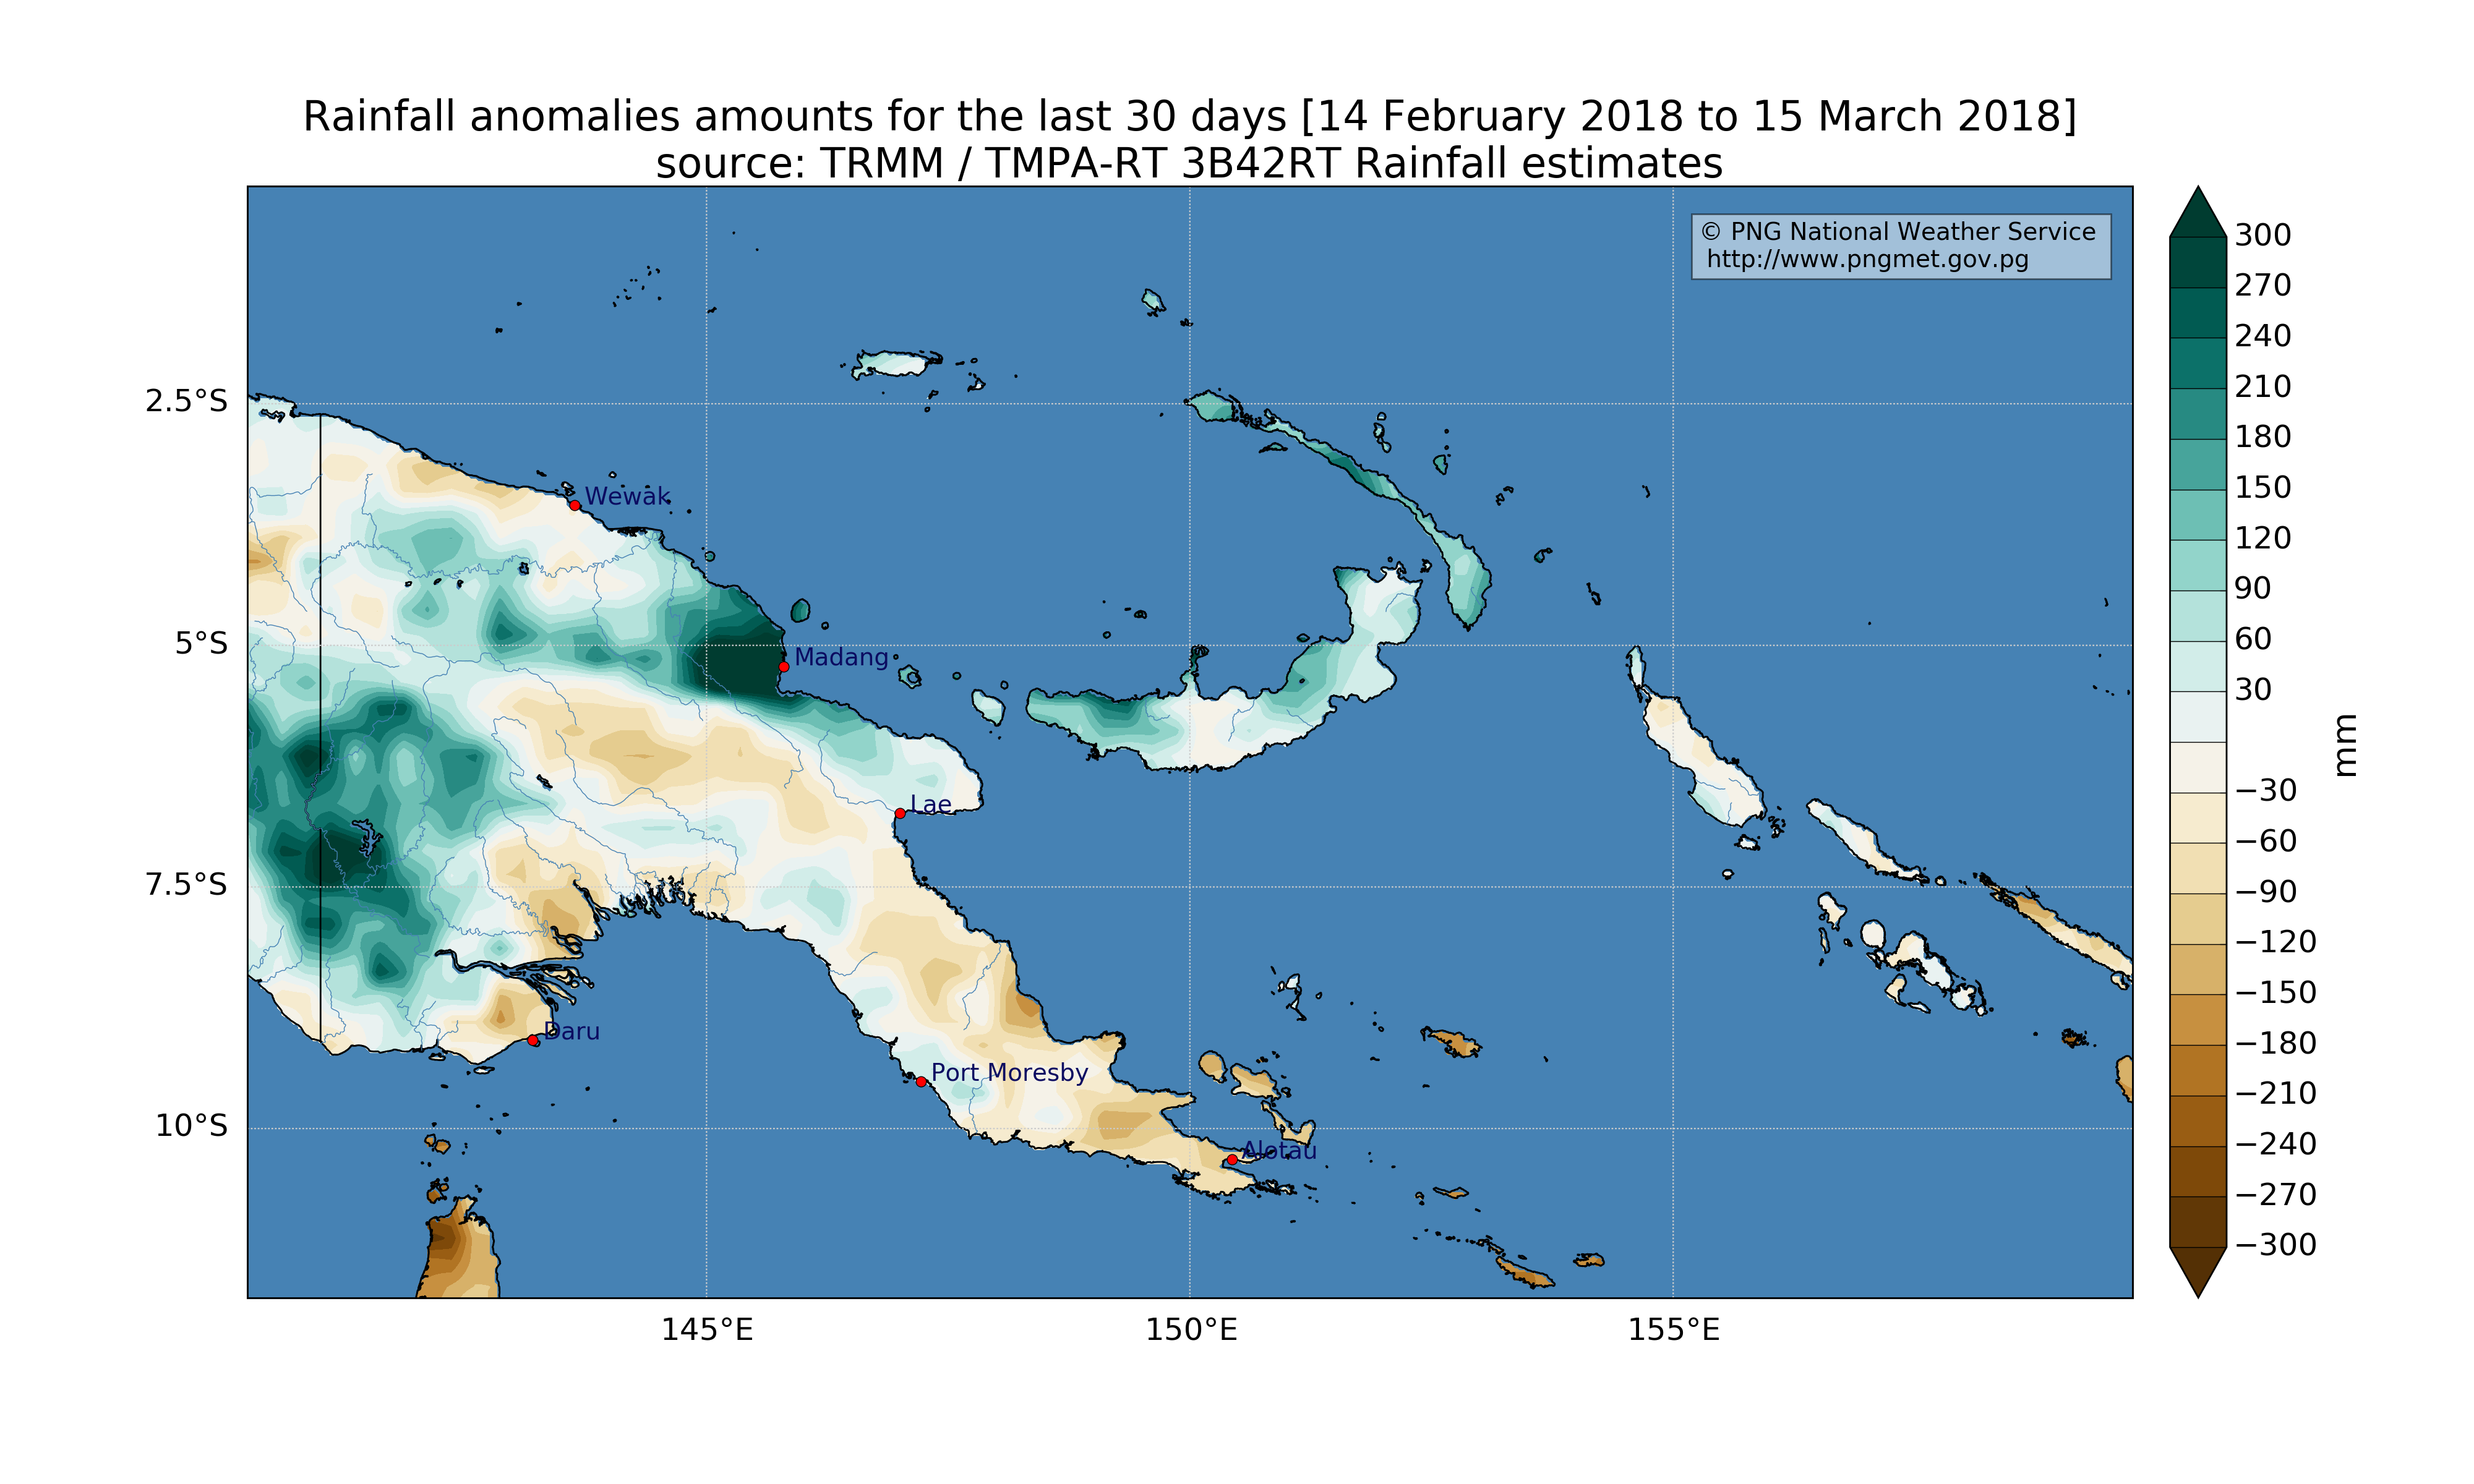 Rainfall anomalies amounts for the last 30 days [14 February 2018 to 15 March 2018]
source: TRMM / TMPA-RT 3B42RT Rainfall estimates
© PNG National Weather Service
http://www.pngmet.gov.pg
2.5°S
5°S
7.5°S
10°S
Wewak
Madang
Lae
Daru
Port Moresby
Alotau
145°E
150°E
155°E
300
270
240
210
180
150
120
90
60
30
−30
−60
−90
−120
−150
−180
−210
−240
−270
−300
mm